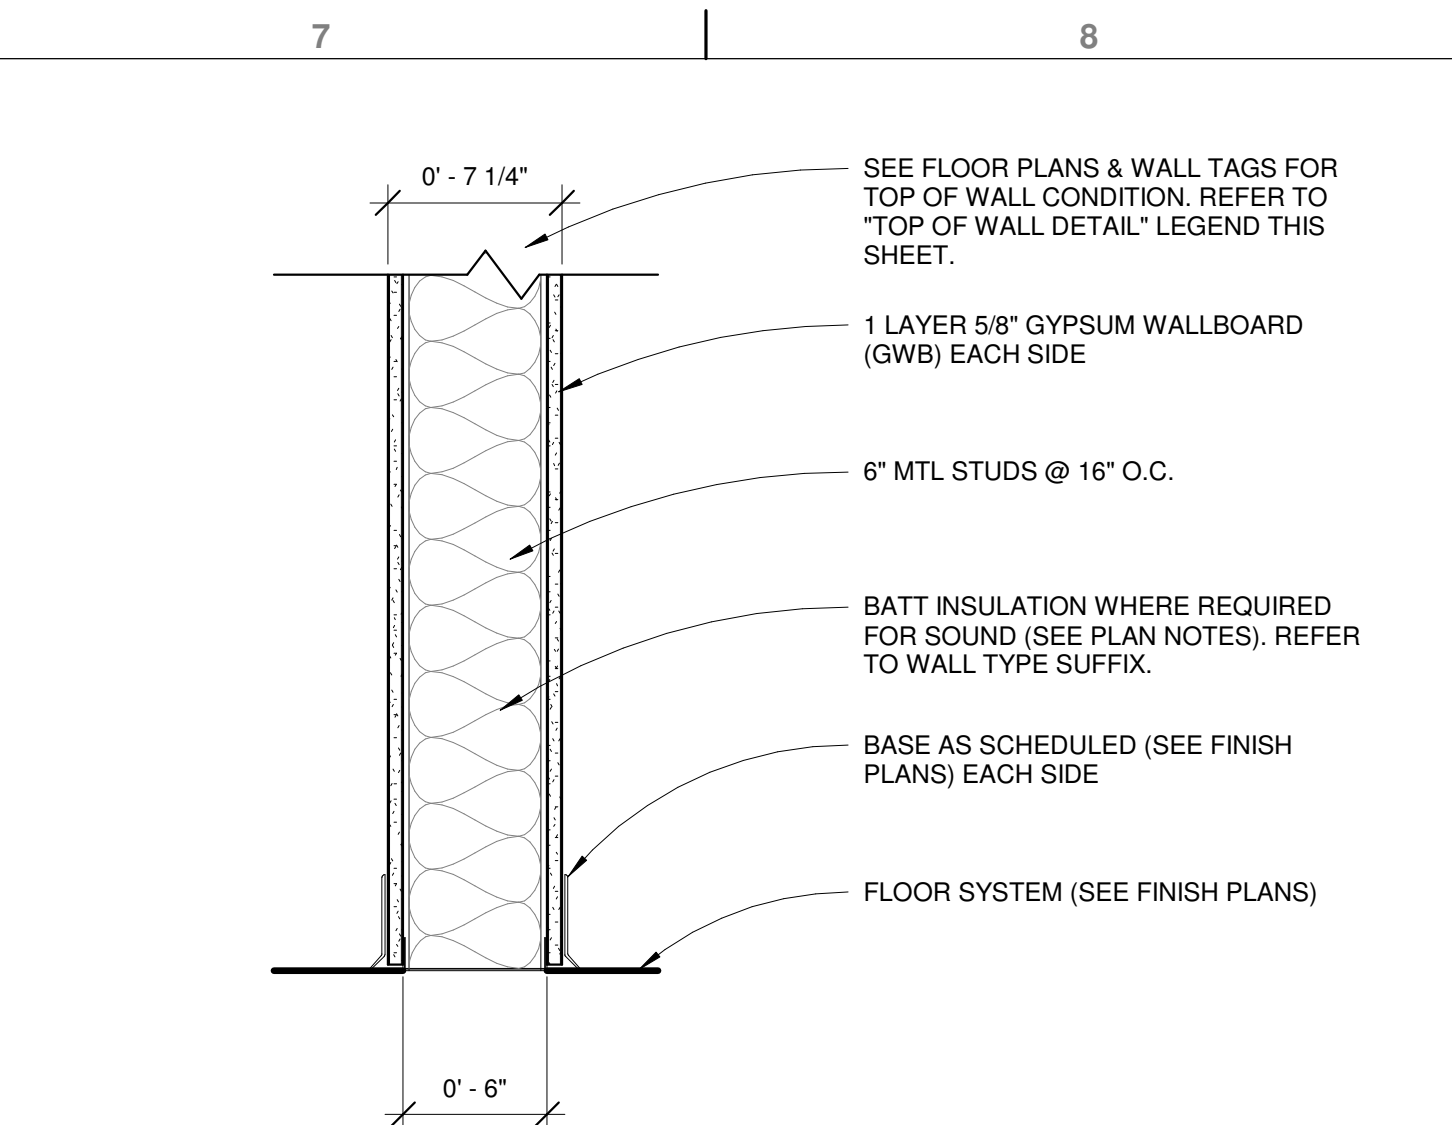 7
8
0' - 7 1/4"
SEE FLOOR PLANS & WALL TAGS FOR
TOP OF WALL CONDITION. REFER TO
"TOP OF WALL DETAIL" LEGEND THIS
SHEET.
1 LAYER 5/8" GYPSUM WALLBOARD
(GWB) EACH SIDE
6" MTL STUDS @ 16" O.C.
BATT INSULATION WHERE REQUIRED
FOR SOUND (SEE PLAN NOTES). REFER
TO WALL TYPE SUFFIX.
BASE AS SCHEDULED (SEE FINISH
PLANS) EACH SIDE
FLOOR SYSTEM (SEE FINISH PLANS)
0' - 6"